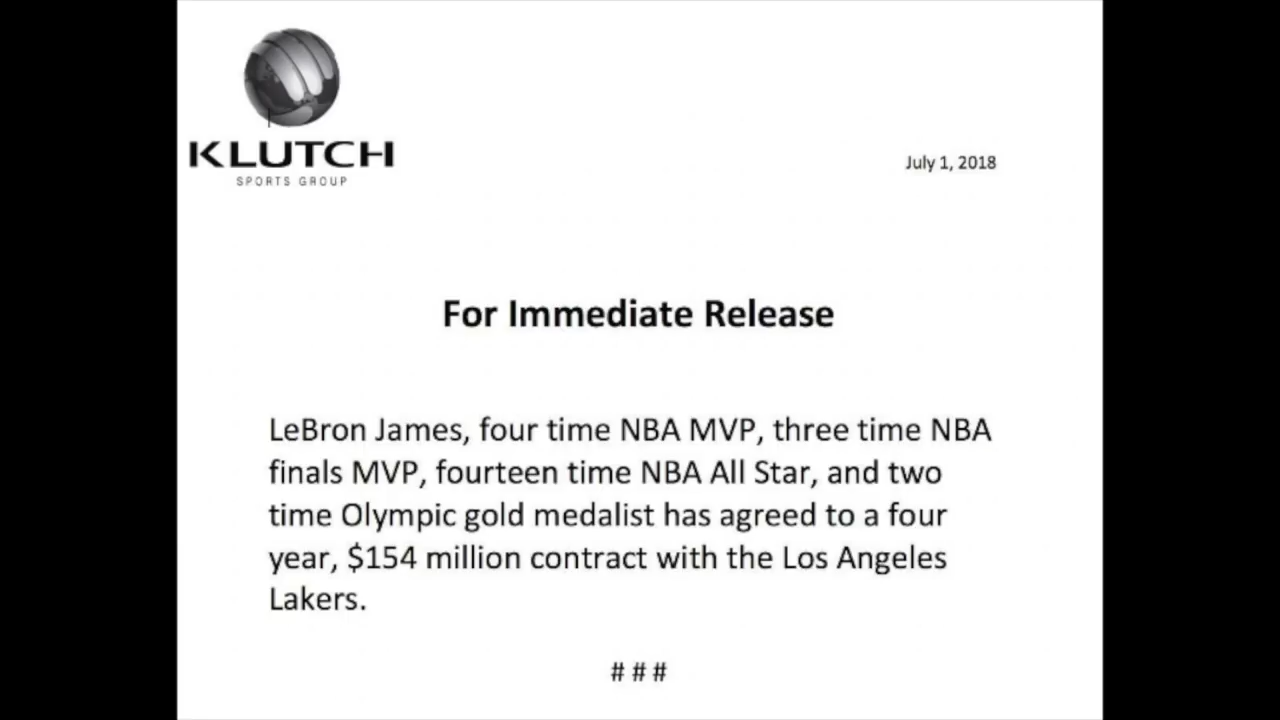 KLUTCH
SPORTS GROUP
July 1, 2018
For Immediate Release
LeBron James, four time NBA MVP, three time NBA
finals MVP, fourteen time NBA All Star, and two
time Olympic gold medalist has agreed to a four
year, $154 million contract with the Los Angeles
Lakers.
# # #